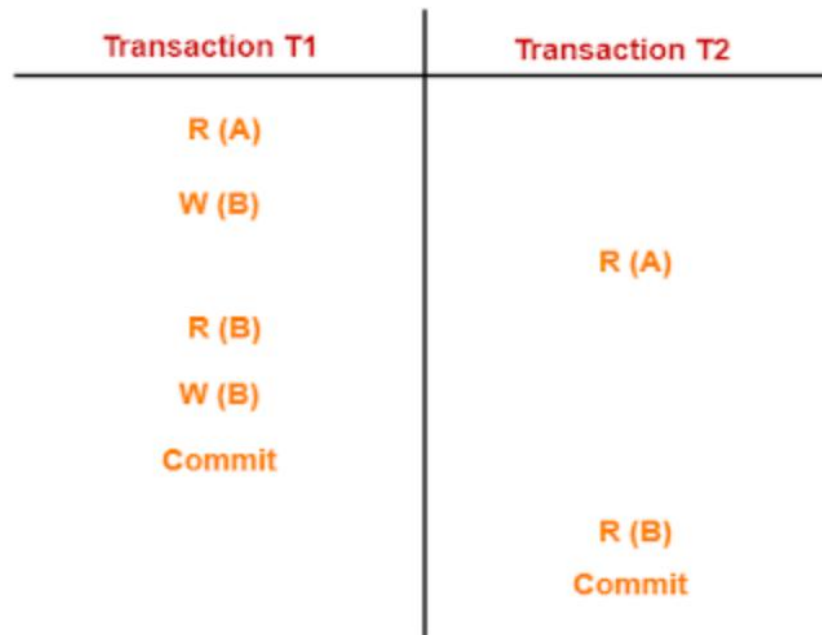 Transaction T1 Transaction T2
R (A)
W (B)
R (A)
R (B)
W (B)
Commit
R (B)
Commit